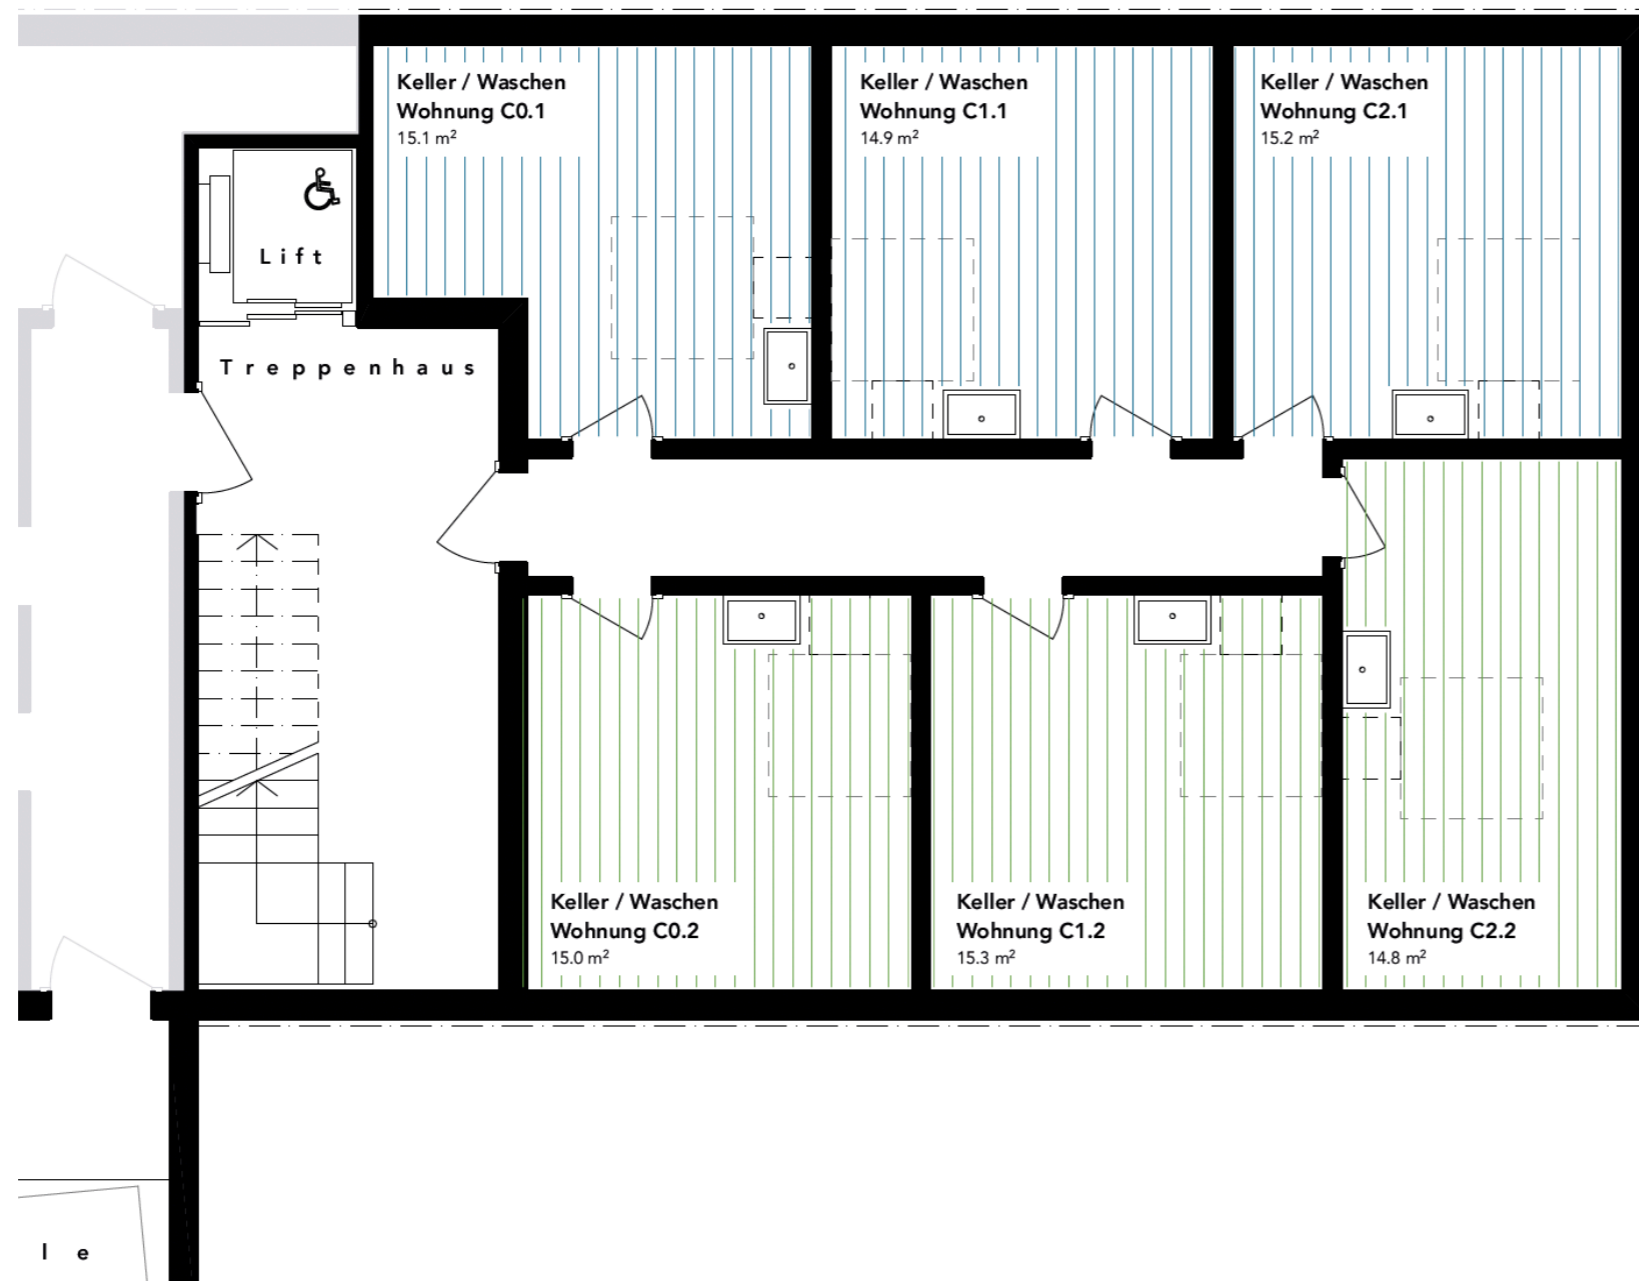 Keller / Waschen
Wohnung C0.1
15.1 m²
Keller / Waschen
Wohnung C1.1
14.9 m²
Keller / Waschen
Wohnung C2.1
15.2 m²
Lift
Treppenhaus
Keller / Waschen
Wohnung C0.2
15.0 m²
Keller / Waschen
Wohnung C1.2
15.3 m²
Keller / Waschen
Wohnung C2.2
14.8 m²
l e